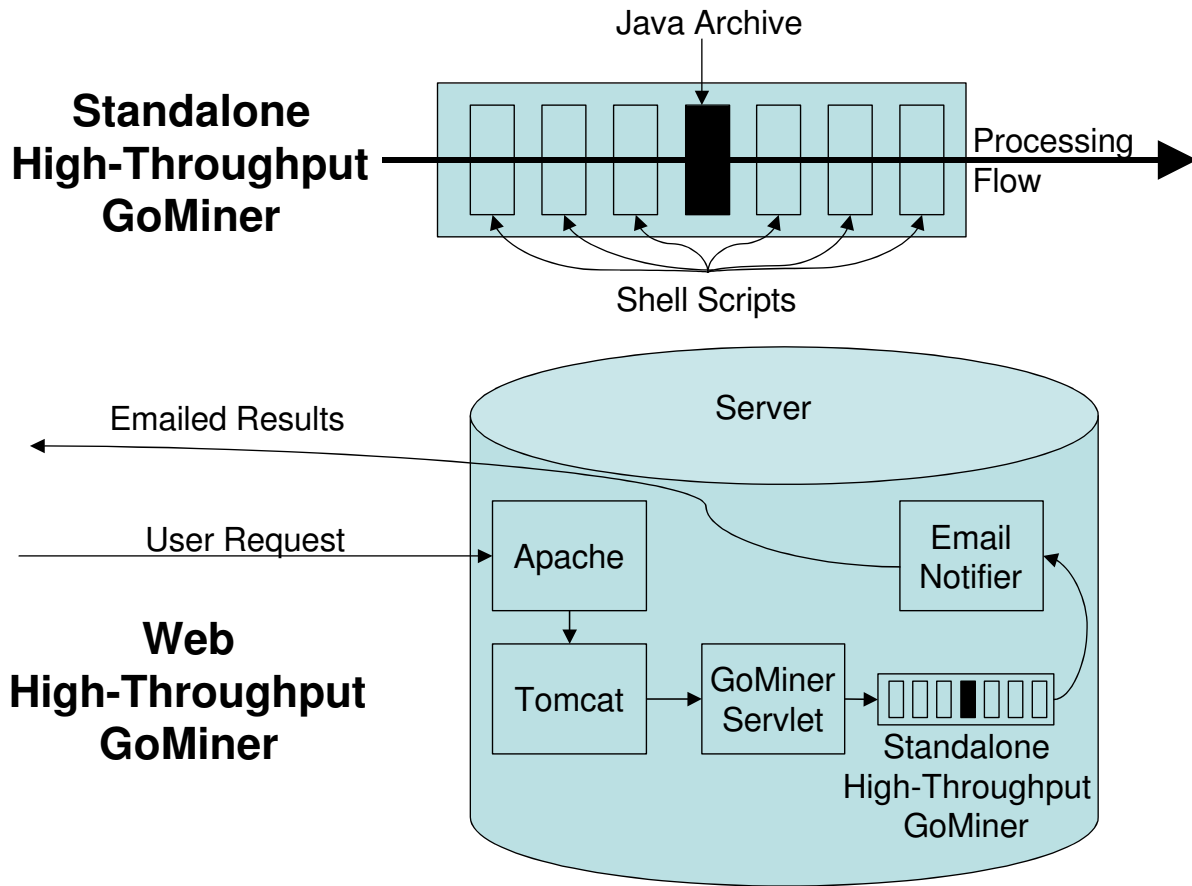 Java Archive
Standalone
High-Throughput
GoMiner
Processing
Flow
Shell Scripts
Server
Emailed Results
User Request
Apache
Email
Notifier
Web
High-Throughput
GoMiner
Tomcat
GoMiner
Servlet
Standalone
High-Throughput
GoMiner